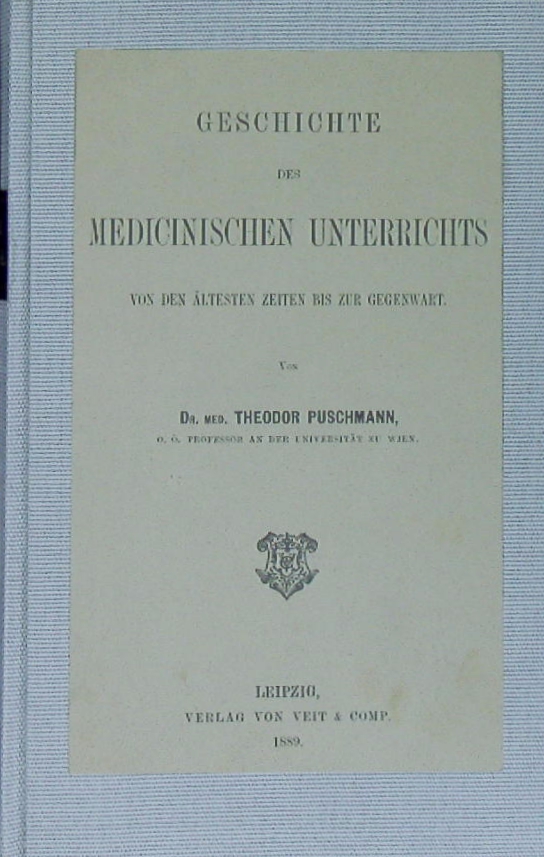 GESCHICHTE
DES
MEDICINISCHEN UNTERRICHTS
VON DEN ÄLTESTEN ZEITEN BIS ZUR GEGENWART.
VON
DR. MED. THEODOR PUSCHMANN,
O. Ö. PROFESSOR AN DER UNIVERSITÄT ZU WIEN.
LEIPZIG,
VERLAG VON VEIT & COMP.
1889.